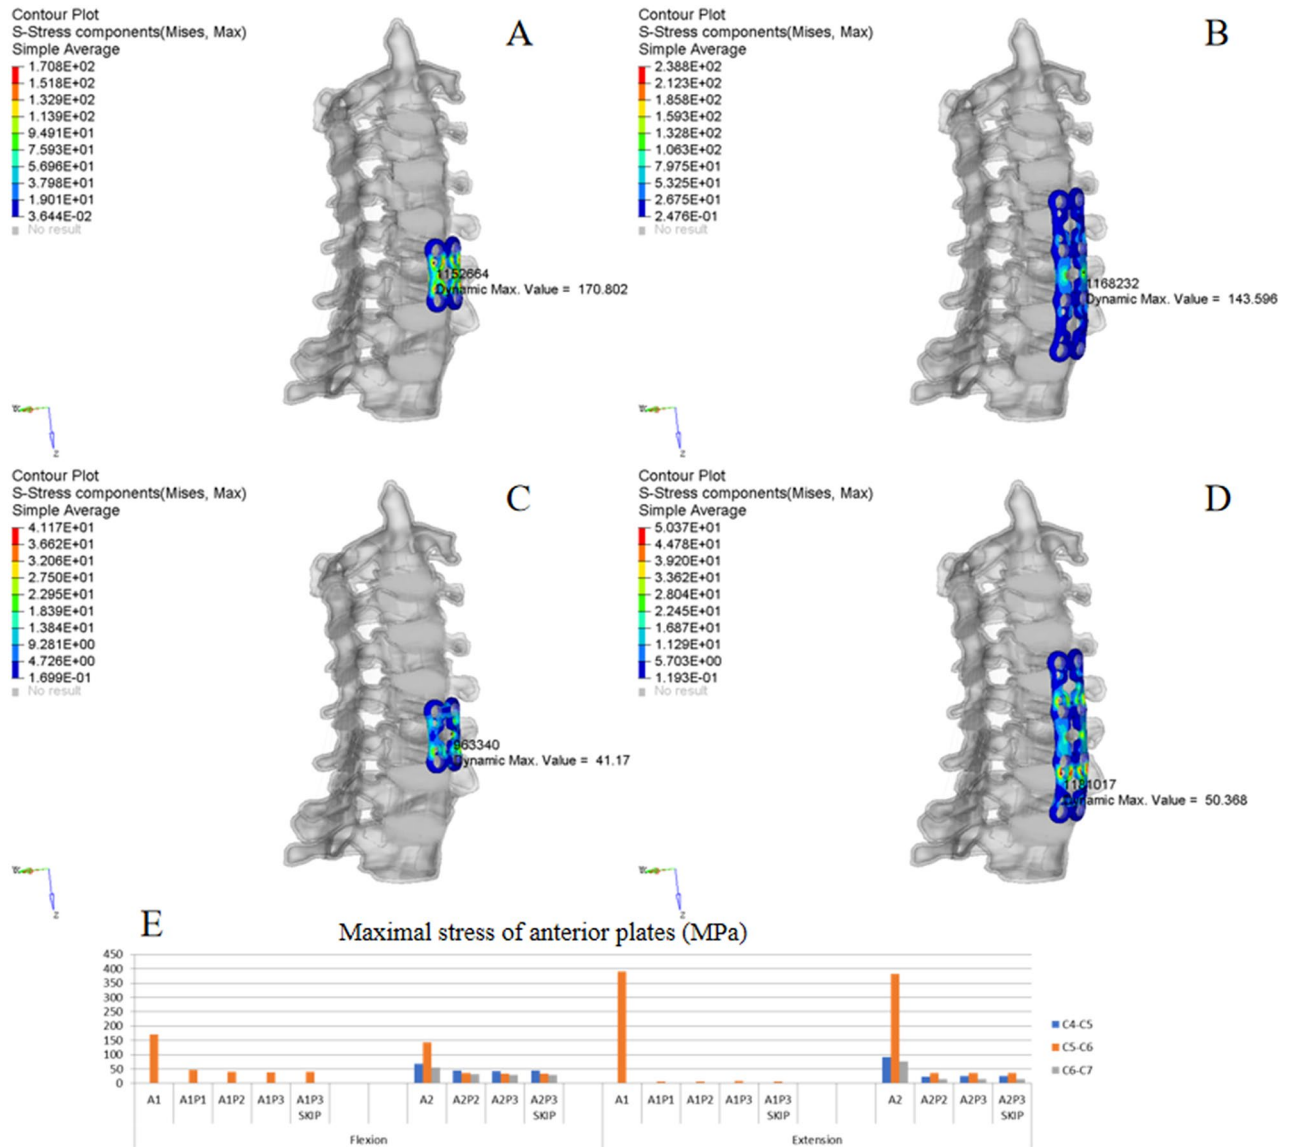 Contour Plot
S-Stress components(Mises, Max)
Simple Average
1.708E+02
1.518E+02
1.329E+02
1.139E+02
9.491E+01
7.593E+01
5.696E+01
3.798E+01
1.901E+01
3.644E-02
No result
A
1152664
Dynamic Max. Value = 170.802
Z
Contour Plot
S-Stress components(Mises, Max)
Simple Average
2.388E+02
2.123E+02
1.858E+02
1.593E+02
1.328E+02
1.063E+02
7.975E+01
5.325E+01
2.675E+01
2.476E-01
No result
B
1168232
Dynamic Max. Value = 143.596
Z
Contour Plot
S-Stress components(Mises, Max)
Simple Average
4.117E+01
3.662E+01
3.206E+01
2.750E+01
2.295E+01
1.839E+01
1.384E+01
9.281E+00
4.726E+00
1.699E-01
No result
C
963340
Dynamic Max. Value = 41.17
Z
Contour Plot
S-Stress components(Mises, Max)
Simple Average
5.037E+01
4.478E+01
3.920E+01
3.362E+01
2.804E+01
2.245E+01
1.687E+01
1.129E+01
5.703E+00
1.193E-01
No result
D
1181017
Dynamic Max. Value = 50.368
Z
E
Maximal stress of anterior plates (MPa)
450
400
350
300
250
200
150
100
50
0
A1 A1P1 A1P2 A1P3 A1P3 SKIP A2 A2P2 A2P3 A2P3 SKIP
Flexion
A1 A1P1 A1P2 A1P3 A1P3 SKIP A2 A2P2 A2P3 A2P3 SKIP
Extension
C4-C5
C5-C6
C6-C7